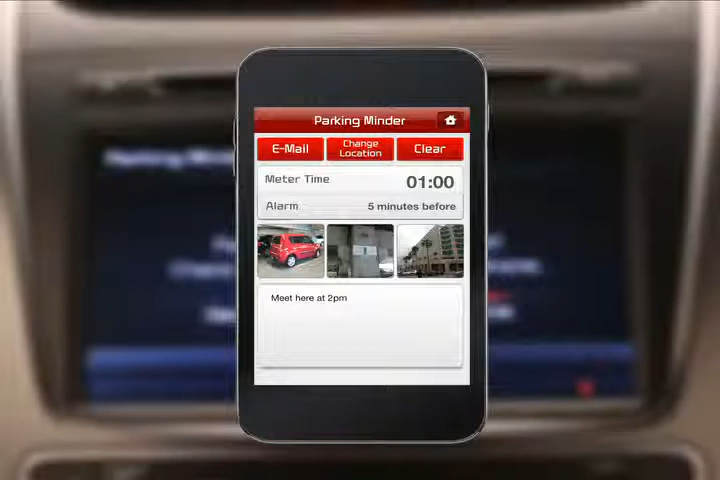 Parking Minder
E-Mail
Change
Location
Clear
Meter Time
01:00
Alarm
5 minutes before
Meet here at 2pm